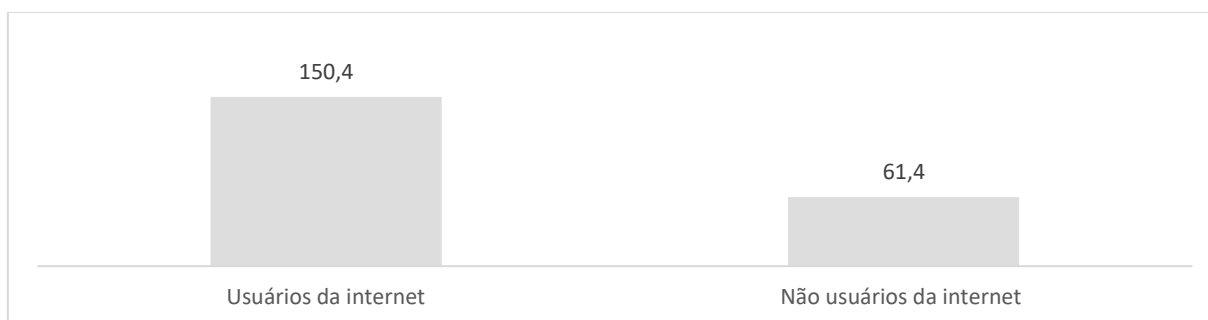 150,4
61,4
Usuários da internet
Não usuários da internet